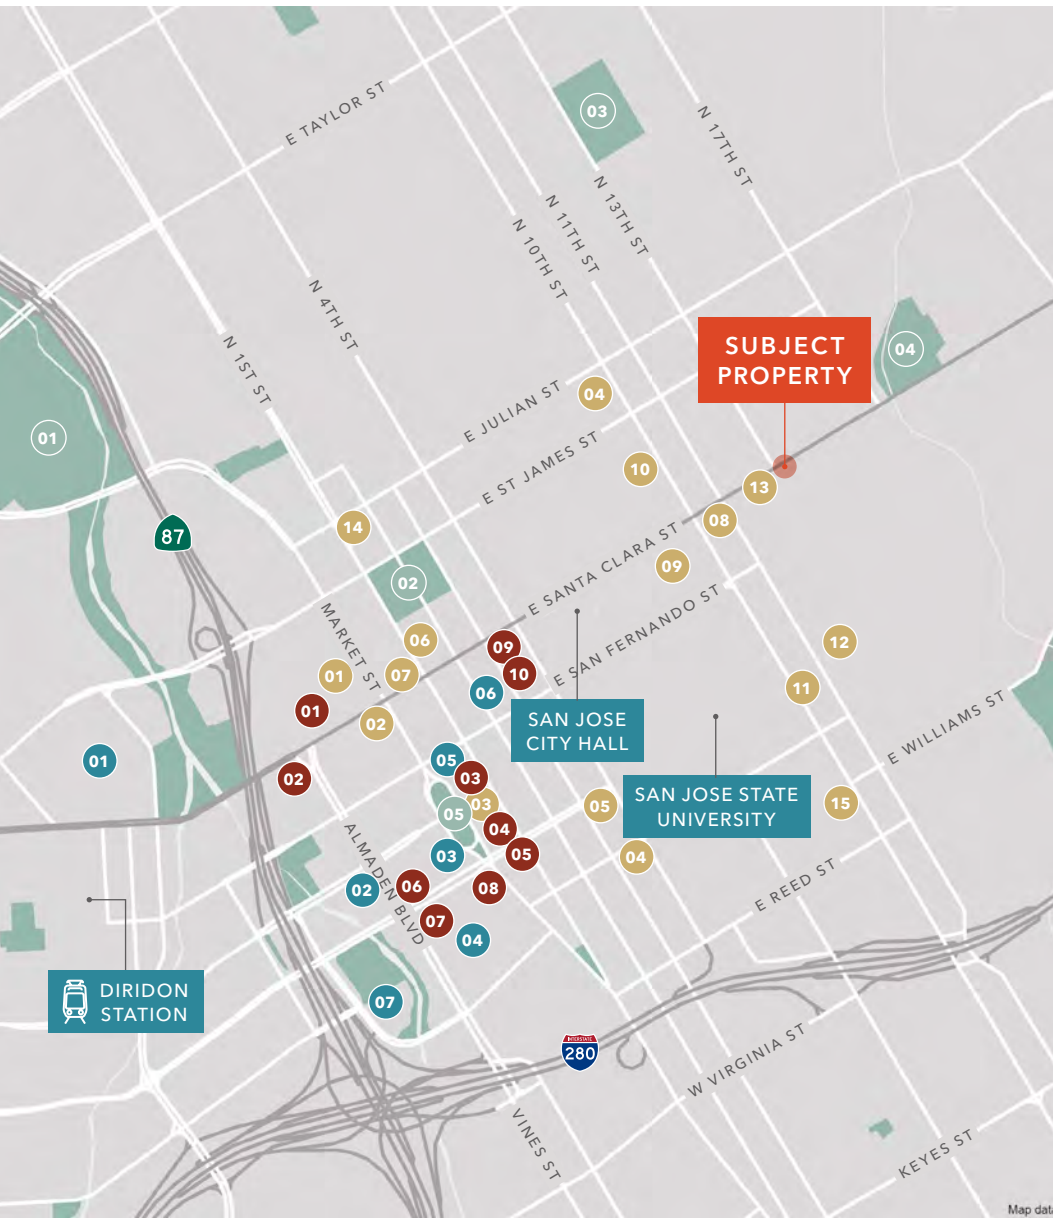 E TAYLOR ST
03
N 17TH ST
N 13TH ST
N 11TH ST
N 10TH ST
N 4TH ST
N 1ST ST
SUBJECT
PROPERTY
04
04
E JULIAN ST
01
E ST JAMES ST
10
13
14
87
08
E SANTA CLARA ST
09
02
E SAN FERNANDO ST
MARKET ST
06
09
12
01
07
10
06
11
01
02
SAN JOSE
CITY HALL
E WILLIAMS ST
01
05
02
03
SAN JOSE STATE
UNIVERSITY
03
05
05
15
04
ALMADEN BLVD
03
05
04
02
06
08
E REED ST
07
04
DIRIDON
STATION
07
INTERSTATE
280
W VIRGINIA ST
VINES ST
KEYES ST
Map data